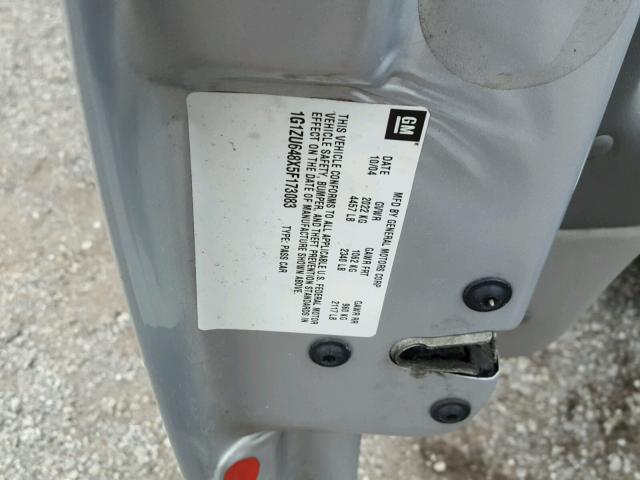 GM
MFD BY GENERAL MOTORS CORP
DATE GVWR GAWR FRT GAWR RR
10/04 2022 KG 1062 KG 960 KG
4457 LB 2340 LB 2117 LB
THIS VEHICLE CONFORMS TO ALL APPLICABLE U.S. FEDERAL MOTOR
VEHICLE SAFETY, BUMPER, AND THEFT PREVENTION STANDARDS IN
EFFECT ON THE DATE OF MANUFACTURE SHOWN ABOVE.
1G1ZU648X5F173083 TYPE: PASS CAR